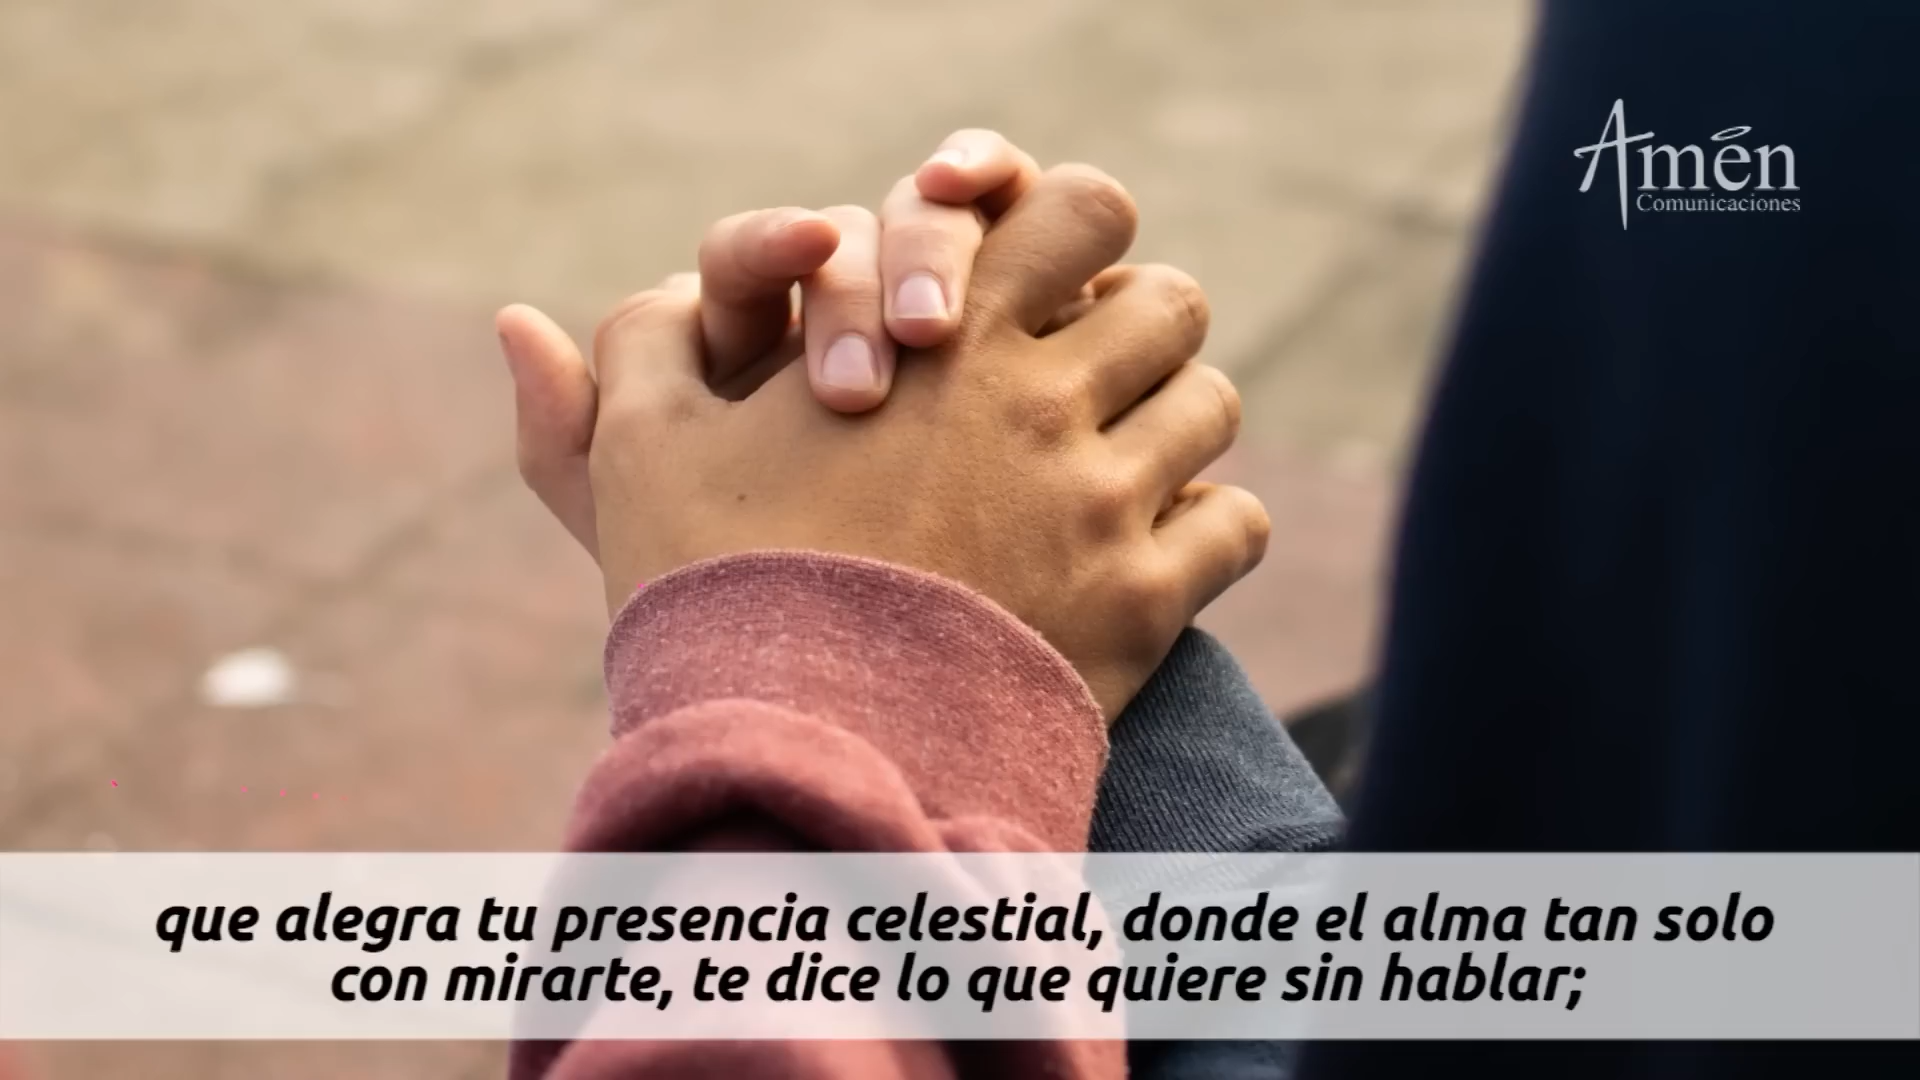 Amén
Comunicaciones
que alegra tu presencia celestial, donde el alma tan solo
con mirarte, te dice lo que quiere sin hablar;